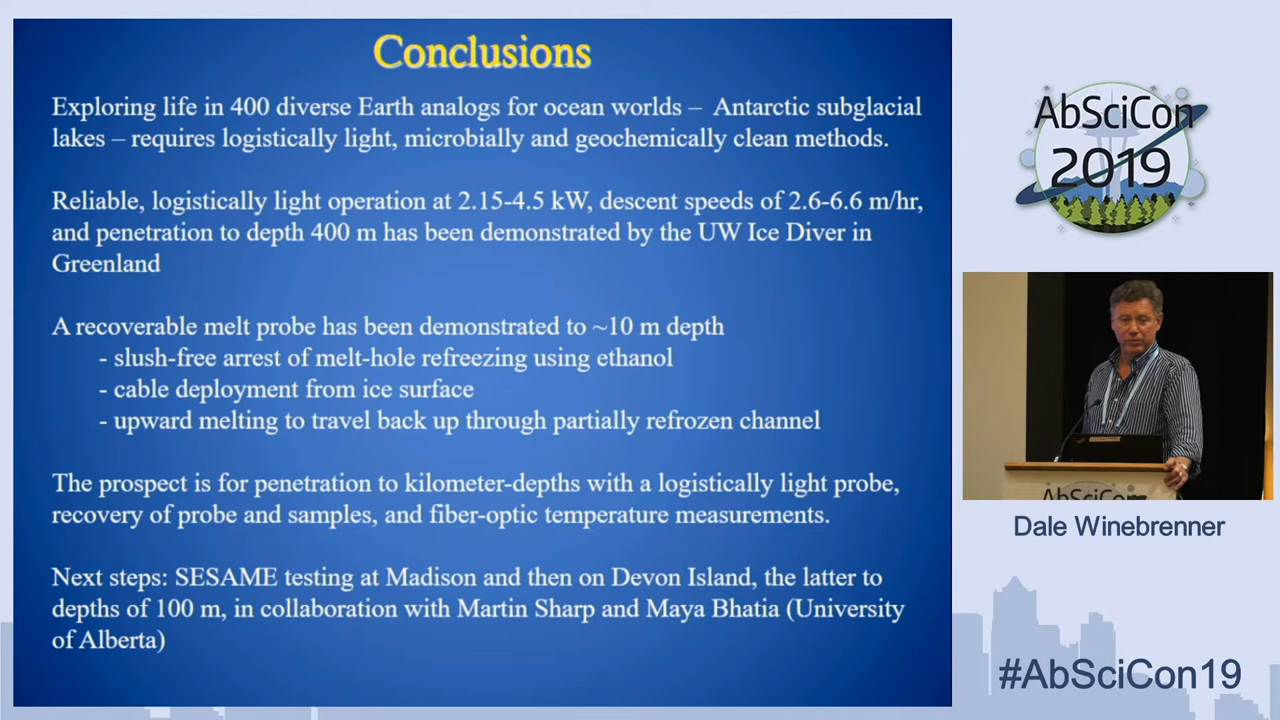 Conclusions
Exploring life in 400 diverse Earth analogs for ocean worlds – Antarctic subglacial
lakes – requires logistically light, microbially and geochemically clean methods.
Reliable, logistically light operation at 2.15-4.5 kW, descent speeds of 2.6-6.6 m/hr,
and penetration to depth 400 m has been demonstrated by the UW Ice Diver in
Greenland
A recoverable melt probe has been demonstrated to ~10 m depth
- slush-free arrest of melt-hole refreezing using ethanol
- cable deployment from ice surface
- upward melting to travel back up through partially refrozen channel
The prospect is for penetration to kilometer-depths with a logistically light probe,
recovery of probe and samples, and fiber-optic temperature measurements.
Next steps: SESAME testing at Madison and then on Devon Island, the latter to
depths of 100 m, in collaboration with Martin Sharp and Maya Bhatia (University
of Alberta)
AbSciCon
2019
AbSciCon
Dale Winebrenner
#AbSciCon19